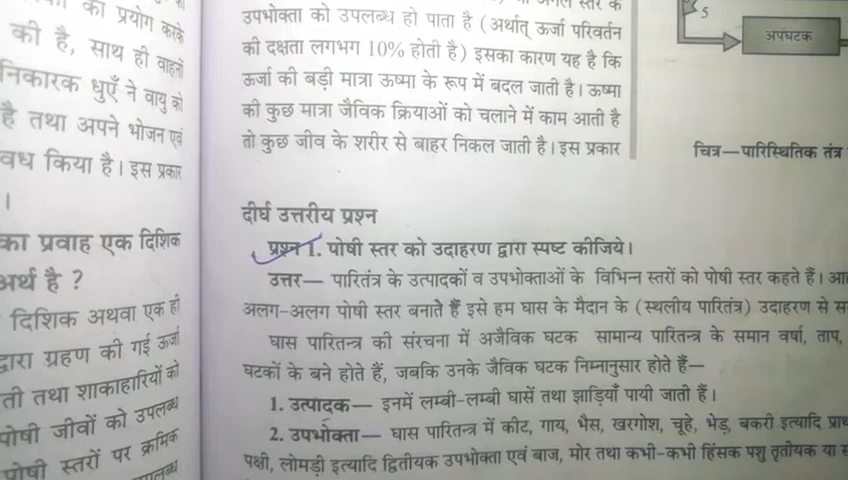 का प्रयोग करके
की है, साथ ही वाहनों
निकारक धुएँ ने वायु को
है तथा अपने भोजन एवं
वध किया है। इस प्रकार
।
का प्रवाह एक दिशिक
अर्थ है ?
दिशिक अथवा एक ही
द्वारा ग्रहण की गई ऊर्जा
ती तथा शाकाहारियों को
पोषी जीवों को उपलब्ध
पोषी स्तरों पर क्रमिक
उपभोक्ता को उपलब्ध हो पाता है (अर्थात् ऊर्जा परिवर्तन
की दक्षता लगभग 10% होती है) इसका कारण यह है कि
ऊर्जा की बड़ी मात्रा ऊष्मा के रूप में बदल जाती है। ऊष्मा
की कुछ मात्रा जैविक क्रियाओं को चलाने में काम आती है
तो कुछ जीव के शरीर से बाहर निकल जाती है। इस प्रकार
5
अपघटक
चित्र—पारिस्थितिक तंत्र
दीर्घ उत्तरीय प्रश्न
प्रश्न 1. पोषी स्तर को उदाहरण द्वारा स्पष्ट कीजिये।
उत्तर— पारितंत्र के उत्पादकों व उपभोक्ताओं के विभिन्न स्तरों को पोषी स्तर कहते हैं।
अलग-अलग पोषी स्तर बनाते हैं इसे हम घास के मैदान के (स्थलीय पारितंत्र) उदाहरण से
घास पारितन्त्र की संरचना में अजैविक घटक सामान्य पारितन्त्र के समान वर्षा, ताप,
घटकों के बने होते हैं, जबकि उनके जैविक घटक निम्नानुसार होते हैं—
1. उत्पादक— इनमें लम्बी-लम्बी घासें तथा झाड़ियाँ पायी जाती हैं।
2. उपभोक्ता— घास पारितन्त्र में कीट, गाय, भैस, खरगोश, चूहे, भेड़, बकरी इत्यादि
पक्षी, लोमड़ी इत्यादि द्वितीयक उपभोक्ता एवं बाज, मोर तथा कभी-कभी हिंसक पशु तृतीयक या